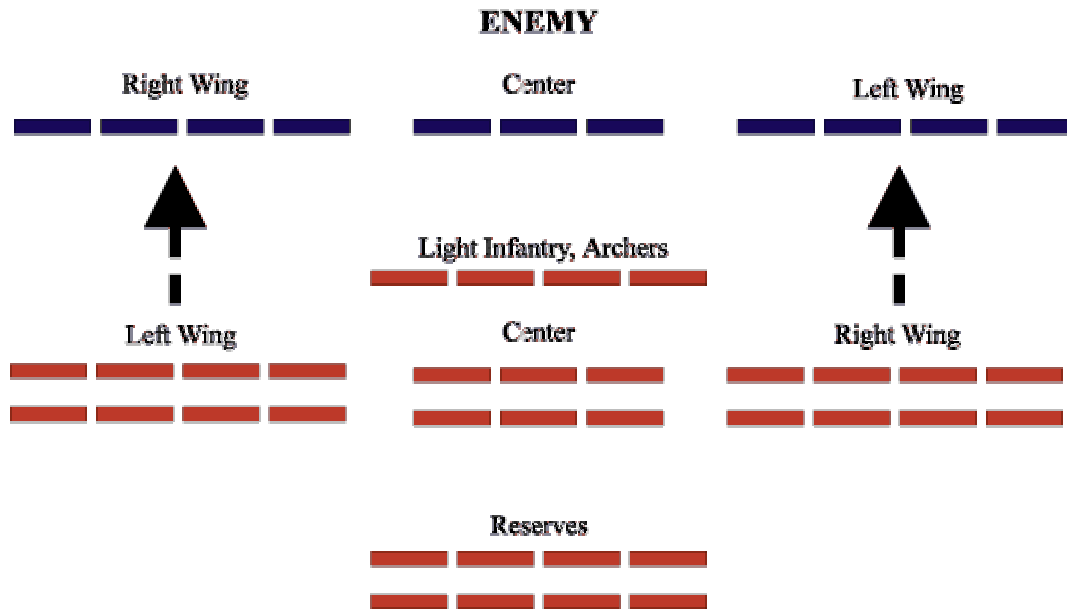 ENEMY
Right Wing
Center
Left Wing
Light Infantry, Archers
Left Wing
Center
Right Wing
Reserves